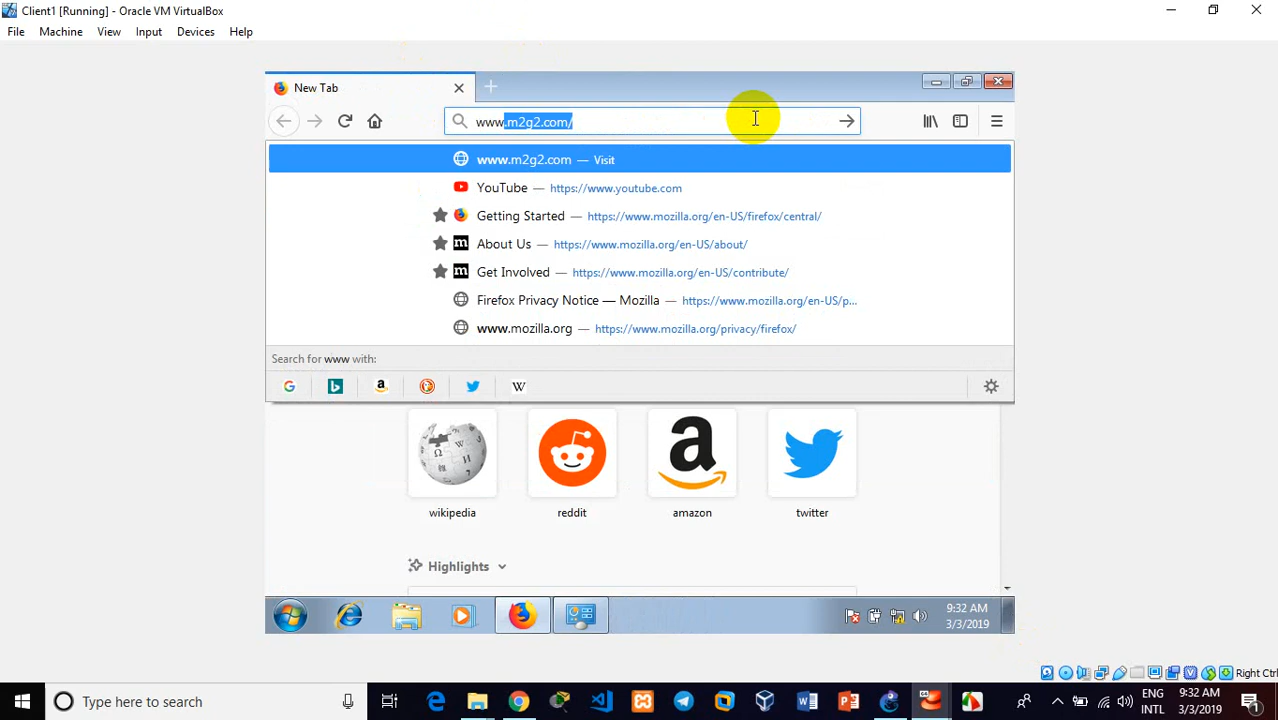 Client1 [Running] - Oracle VM VirtualBox
File Machine View Input Devices Help
New Tab
www.m2g2.com/
www.m2g2.com — Visit
YouTube — https://www.youtube.com
Getting Started — https://www.mozilla.org/en-US/firefox/central/
m About Us — https://www.mozilla.org/en-US/about/
m Get Involved — https://www.mozilla.org/en-US/contribute/
Firefox Privacy Notice — Mozilla — https://www.mozilla.org/en-US/p...
www.mozilla.org — https://www.mozilla.org/privacy/firefox/
Search for www with:
G b a W
wikipedia reddit amazon twitter
Highlights
9:32 AM
3/3/2019
Right Ctrl
Type here to search
ENG
INTL
9:32 AM
3/3/2019
1